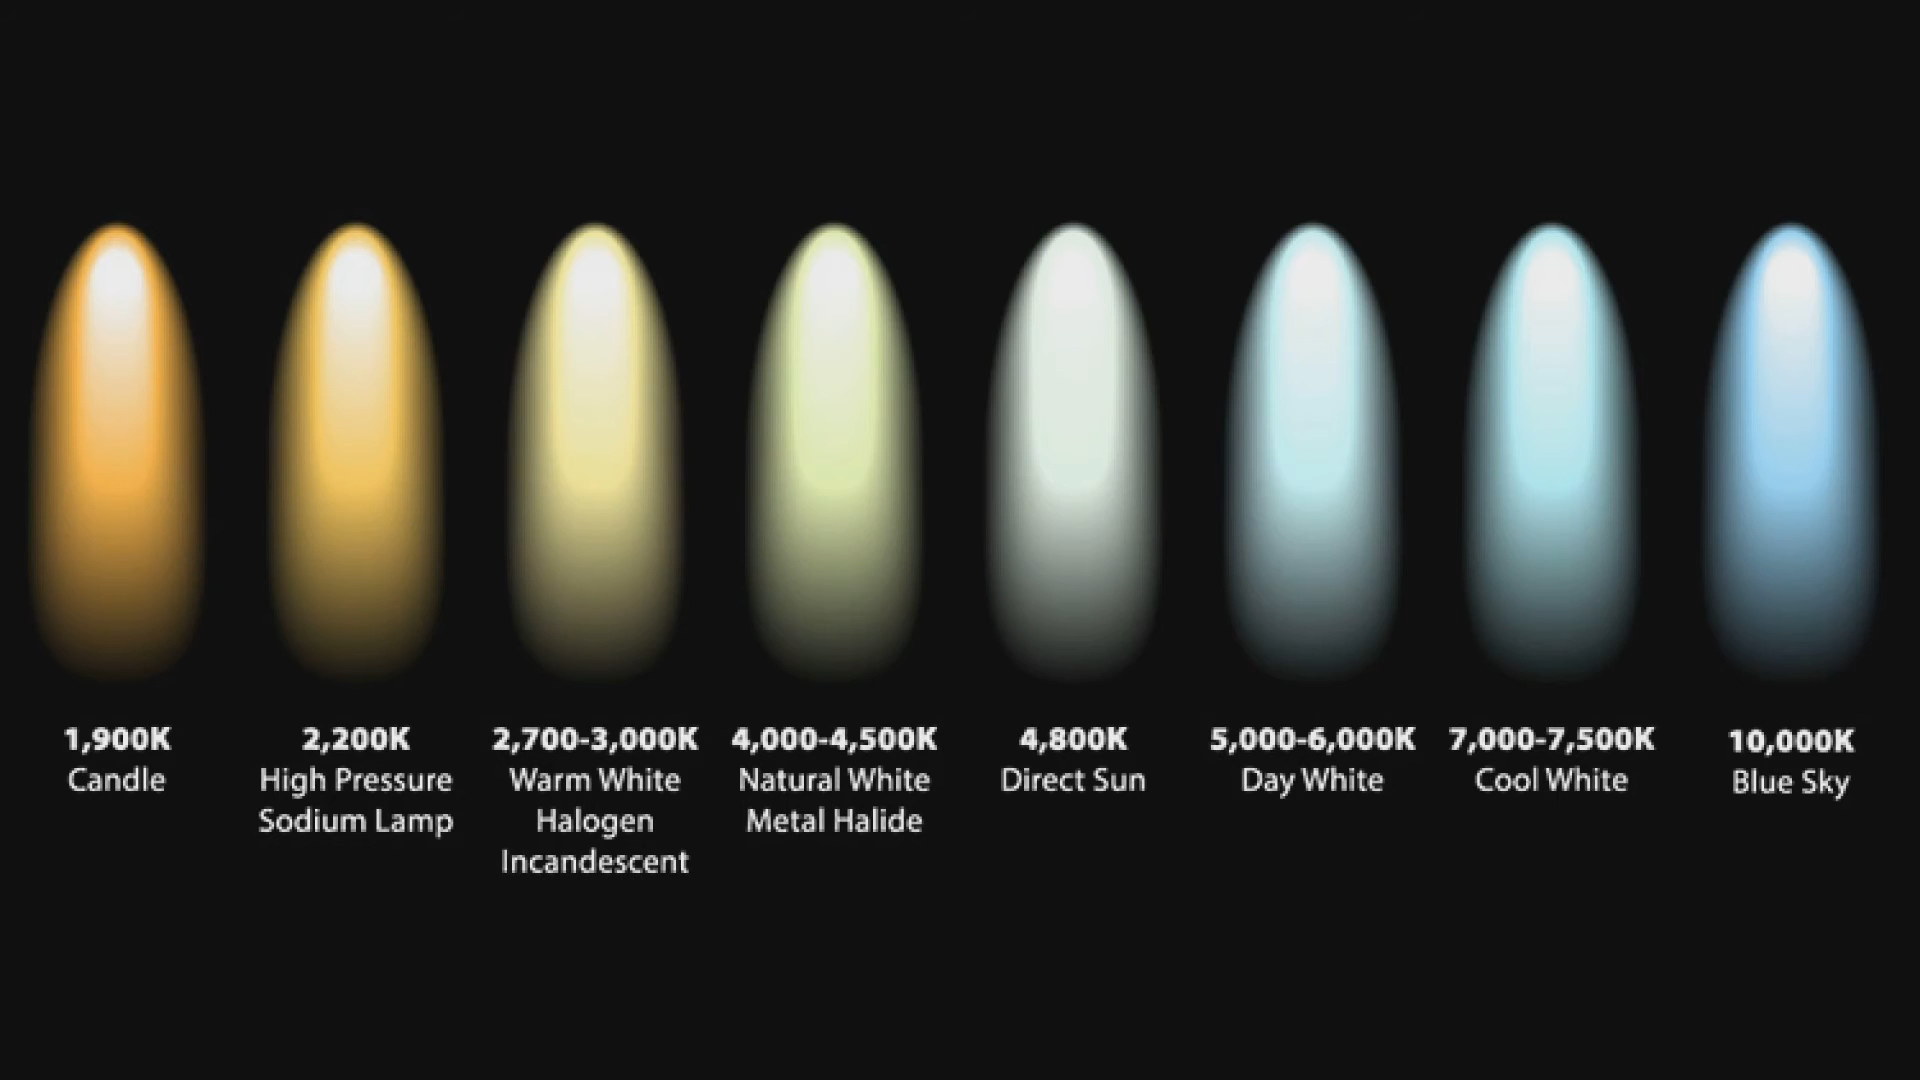 1,900K
Candle
2,200K
High Pressure
Sodium Lamp
2,700-3,000K
Warm White
Halogen
Incandescent
4,000-4,500K
Natural White
Metal Halide
4,800K
Direct Sun
5,000-6,000K
Day White
7,000-7,500K
Cool White
10,000K
Blue Sky